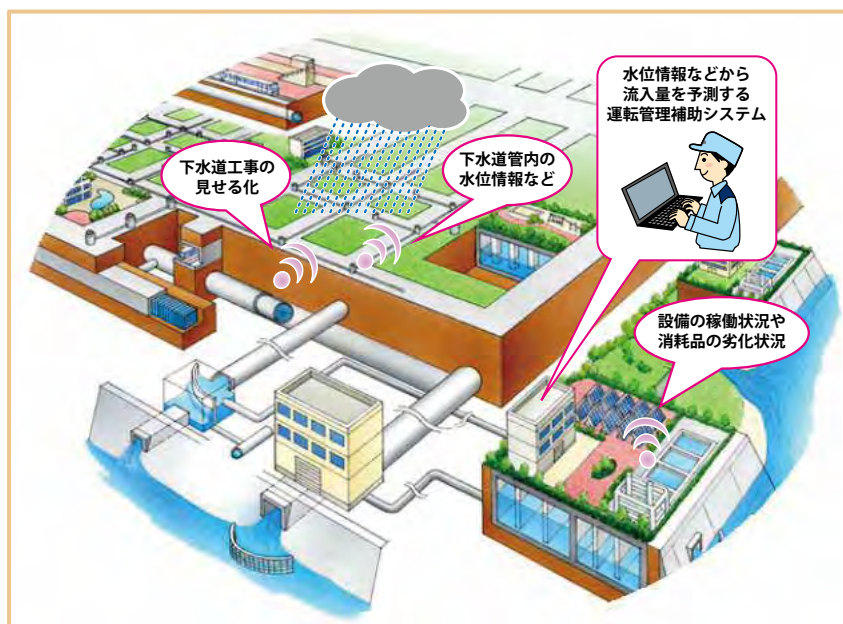 水位情報などから
流入量を予測する
運転管理補助システム
下水道工事の
見せる化
下水道管内の
水位情報など
設備の稼働状況や
消耗品の劣化状況